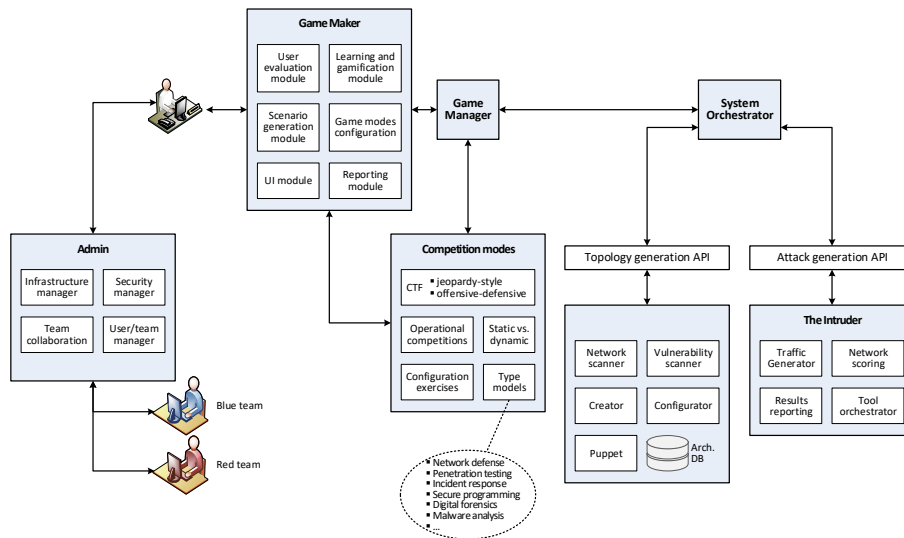 Game Maker
User
evaluation
module
Learning and
gamification
module
Scenario
generation
module
Game modes
configuration
UI module
Reporting
module
Game
Manager
System
Orchestrator
Admin
Infrastructure
manager
Security
manager
Team
collaboration
User/team
manager
Blue team
Red team
Competition modes
CTF
▪ jeopardy-style
▪ offensive-defensive
Operational
competitions
Static vs.
dynamic
Configuration
exercises
Type
models
▪ Network defense
▪ Penetration testing
▪ Incident response
▪ Secure programming
▪ Digital forensics
▪ Malware analysis
▪ ...
Topology generation API
Network
scanner
Vulnerability
scanner
Creator
Configurator
Puppet
Arch.
DB
Attack generation API
The Intruder
Traffic
Generator
Network
scoring
Results
reporting
Tool
orchestrator